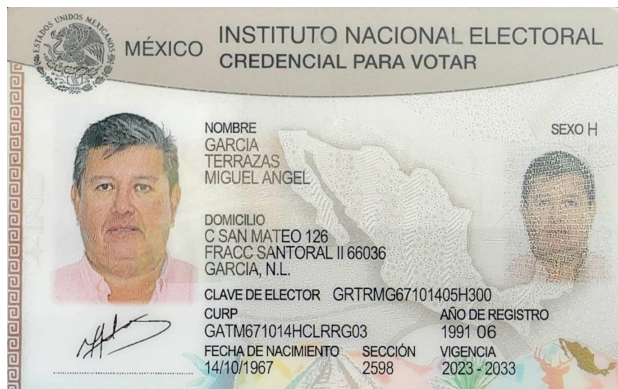 ESTADOS UNIDOS MEXICANOS
MÉXICO INSTITUTO NACIONAL ELECTORAL
CREDENCIAL PARA VOTAR
NOMBRE SEXO H
GARCIA
TERRAZAS
MIGUEL ANGEL
DOMICILIO
C SAN MATEO 126
FRACC SANTORAL II 66036
GARCIA, N.L.
CLAVE DE ELECTOR GRTRMG67101405H300
CURP AÑO DE REGISTRO
GATM671014HCLRRG03 1991 06
FECHA DE NACIMIENTO SECCIÓN VIGENCIA
14/10/1967 2598 2023 - 2033